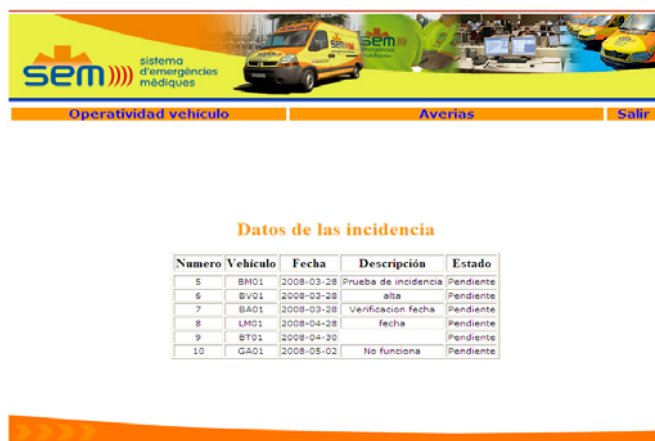 sem))))
sistema
d'emergències
mèdiques
sem
sem
Operatividad vehículo Averias Salir
Datos de las incidencia
Numero Vehículo Fecha Descripción Estado
5 BM01 2008-03-28 Prueba de incidencia Pendiente
6 BV01 2008-03-28 alta Pendiente
7 BA01 2008-03-28 Verificacion fecha Pendiente
8 LM01 2008-04-28 fecha Pendiente
9 BT01 2008-04-30 Pendiente
10 GA01 2008-05-02 No funciona Pendiente